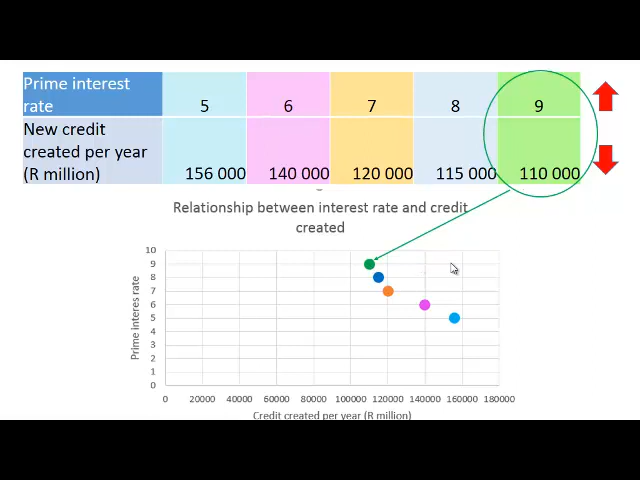 Prime interest
rate
5
6
7
8
9
New credit
created per year
(R million)
156 000
140 000
120 000
115 000
110 000
Relationship between interest rate and credit
created
10
9
8
7
6
5
4
3
2
1
0
Prime interes rate
0 20000 40000 60000 80000 100000 120000 140000 160000 180000
Credit created per year (R million)